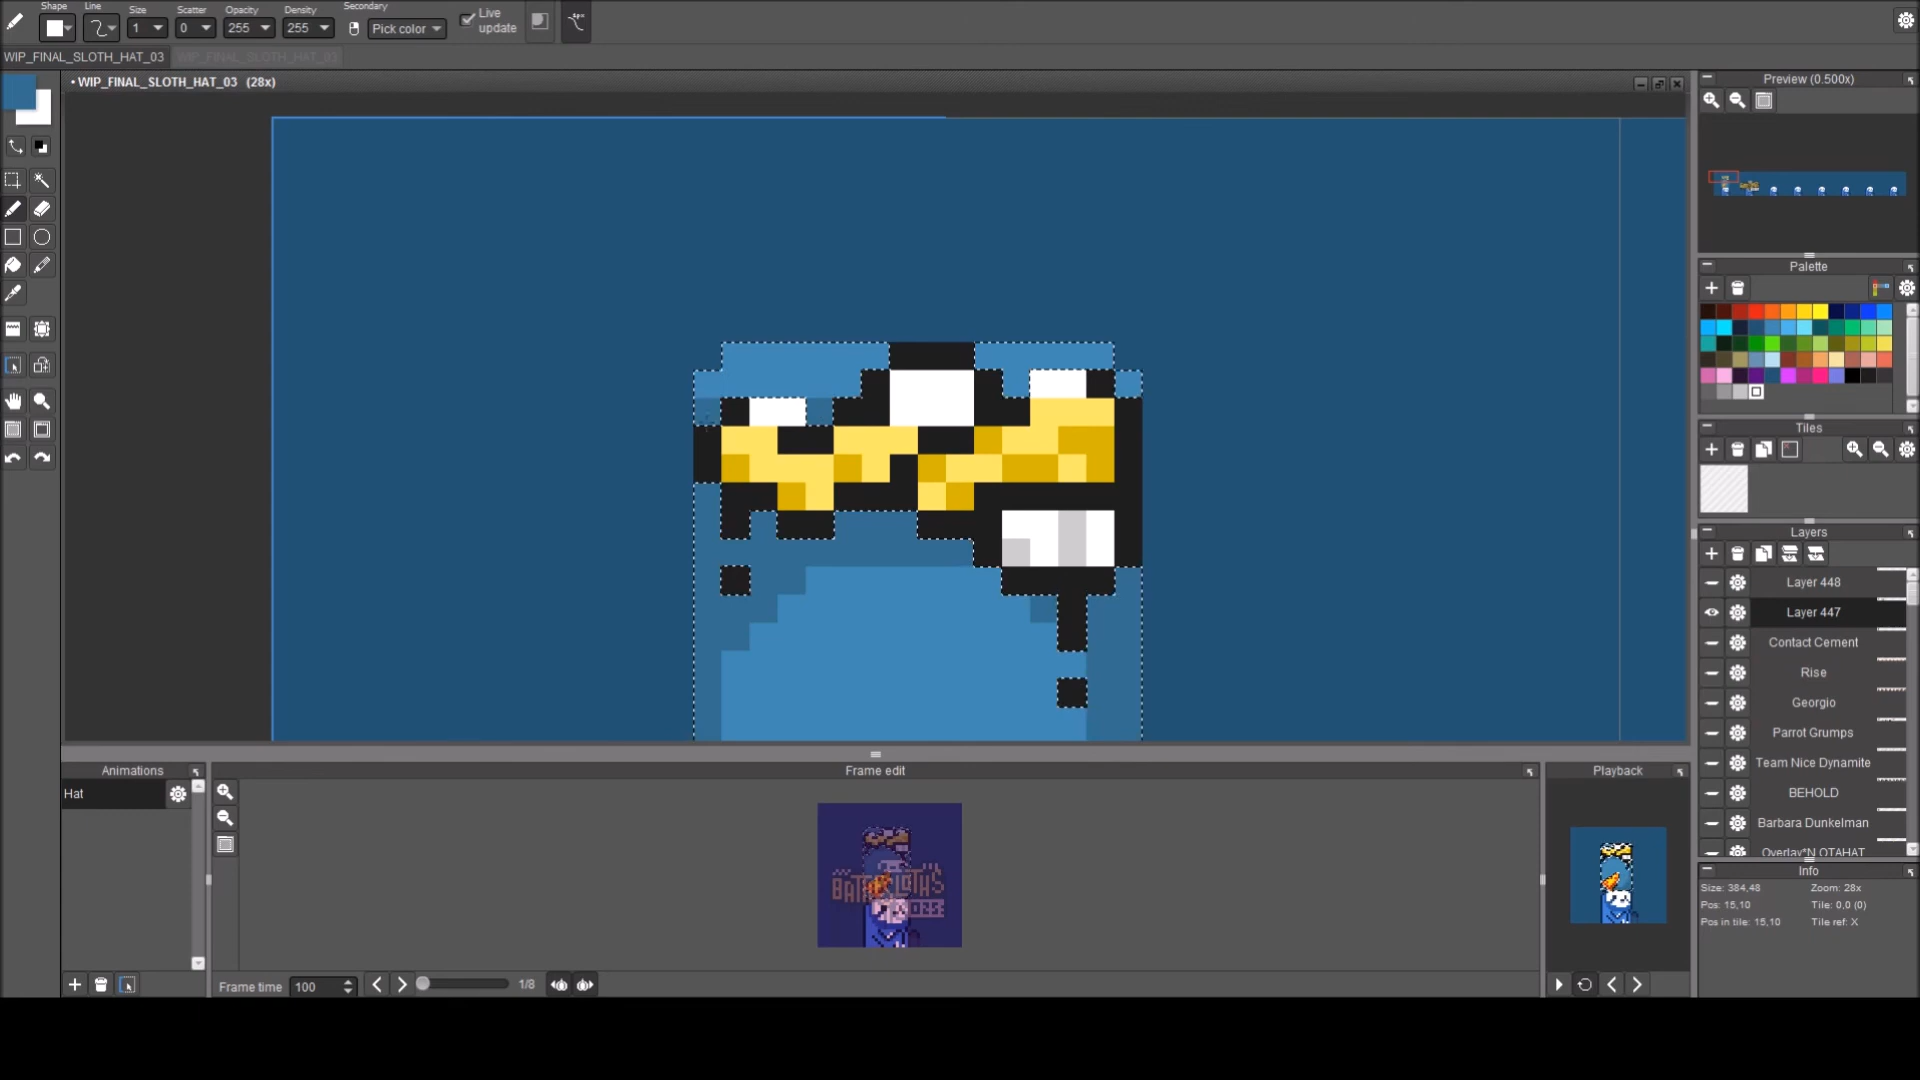 Shape Line Size Scatter Opacity Density Secondary
1 0 255 255 Pick color Live update
WIP_FINAL_SLOTH_HAT_03 WIP_FINAL_SLOTH_HAT_03
• WIP_FINAL_SLOTH_HAT_03 (28x)
Preview (0.500x)
Palette
Tiles
Layers
Layer 448
Layer 447
Contact Cement
Rise
Georgio
Parrot Grumps
Team Nice Dynamite
BEHOLD
Barbara Dunkelman
Overlay*N OTAHAT
Info
Size: 384,48 Zoom: 28x
Pos: 15,10 Tile: 0,0 (0)
Pos in tile: 15,10 Tile ref: X
Animations
Hat
Frame edit
Playback
Frame time 100 1/8